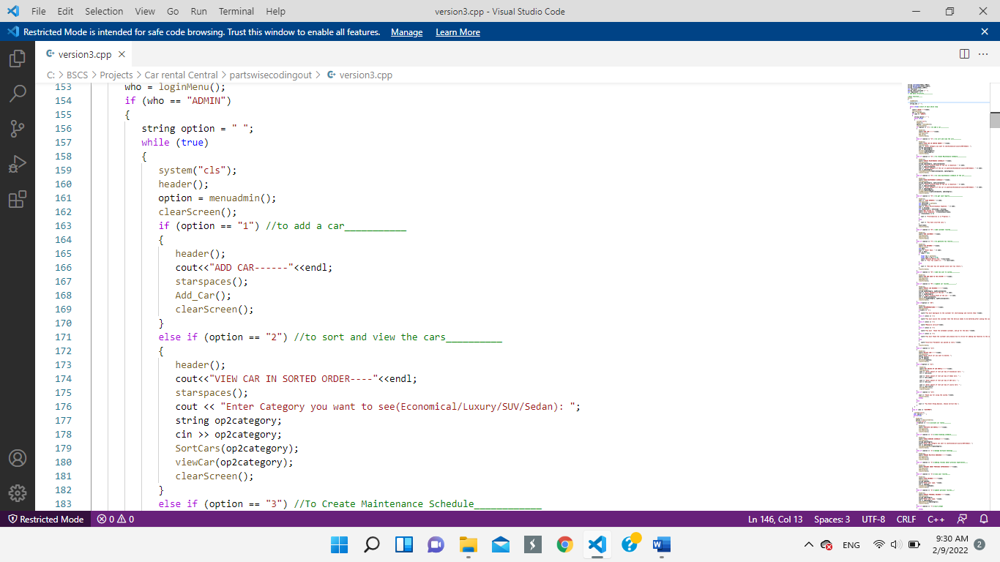 File Edit Selection View Go Run Terminal Help version3.cpp - Visual Studio Code
Restricted Mode is intended for safe code browsing. Trust this window to enable all features. Manage Learn More
version3.cpp
C: > BSCS > Projects > Car rental Central > partswisecodingout > version3.cpp
153 who = loginMenu();
154 if (who == "ADMIN")
155 {
156 string option = " ";
157 while (true)
158 {
159 system("cls");
160 header();
161 option = menuadmin();
162 clearScreen();
163 if (option == "1") //to add a car___________
164 {
165 header();
166 cout<<"ADD CAR------"<<endl;
167 starspaces();
168 Add_Car();
169 clearScreen();
170 }
171 else if (option == "2") //to sort and view the cars__________
172 {
173 header();
174 cout<<"VIEW CAR IN SORTED ORDER----"<<endl;
175 starspaces();
176 cout << "Enter Category you want to see(Economical/Luxury/SUV/Sedan): ";
177 string op2category;
178 cin >> op2category;
179 SortCars(op2category);
180 viewCar(op2category);
181 clearScreen();
182 }
183 else if (option == "3") //To Create Maintenance Schedule____________
Restricted Mode 0 0 Ln 146, Col 13 Spaces: 3 UTF-8 CRLF C++
ENG 9:30 AM 2/9/2022 2